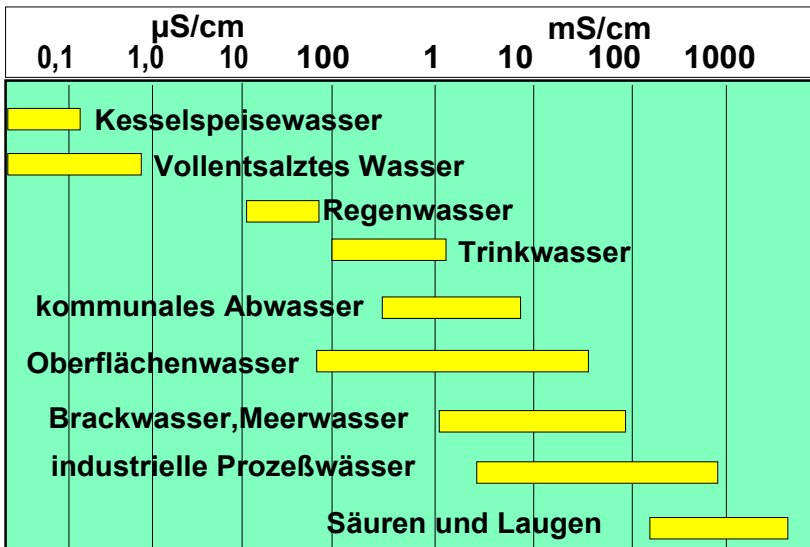 µS/cm mS/cm
0,1 1,0 10 100 1 10 100 1000
Kesselspeisewasser
Vollentsalztes Wasser
Regenwasser
Trinkwasser
kommunales Abwasser
Oberflächenwasser
Brackwasser,Meerwasser
industrielle Prozeßwässer
Säuren und Laugen